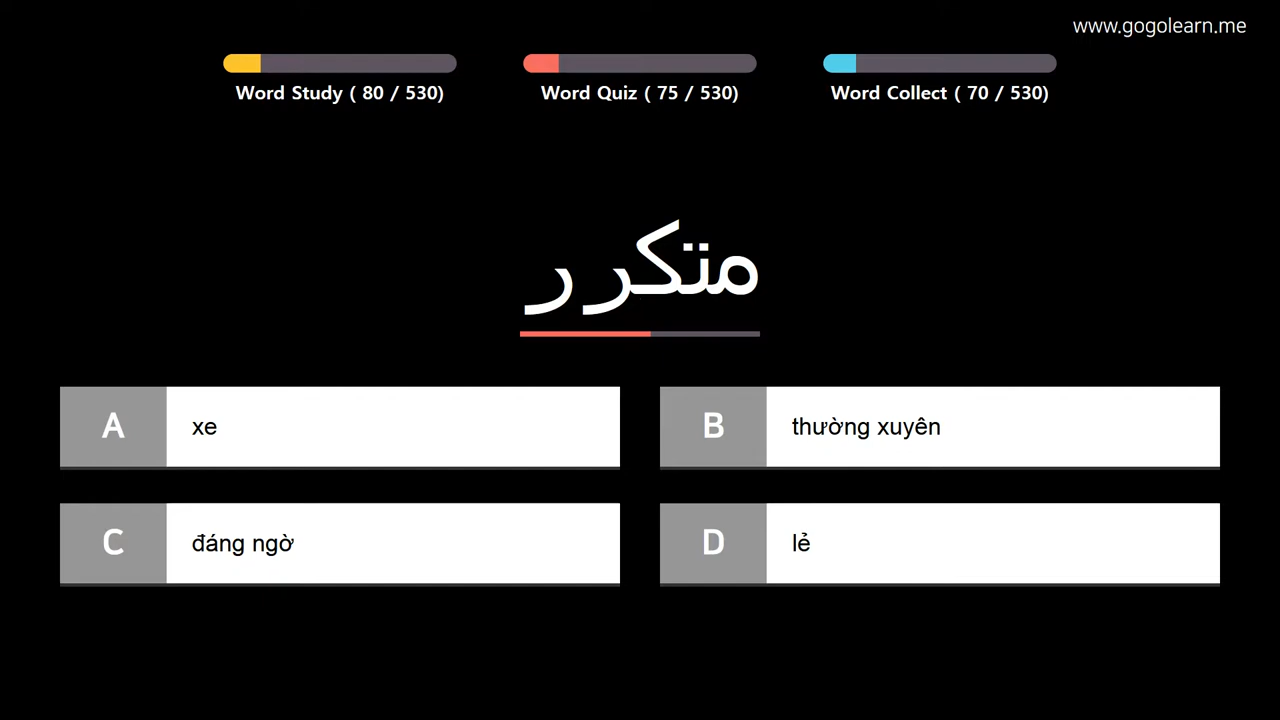 www.gogolearn.me
Word Study ( 80 / 530)
Word Quiz ( 75 / 530)
Word Collect ( 70 / 530)
متكرر
A xe
B thường xuyên
C đáng ngờ
D lẻ